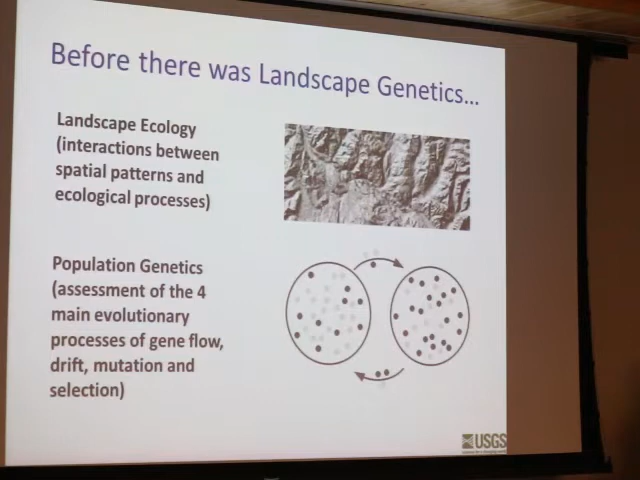 Before there was Landscape Genetics...
Landscape Ecology
(interactions between
spatial patterns and
ecological processes)
Population Genetics
(assessment of the 4
main evolutionary
processes of gene flow,
drift, mutation and
selection)
USGS